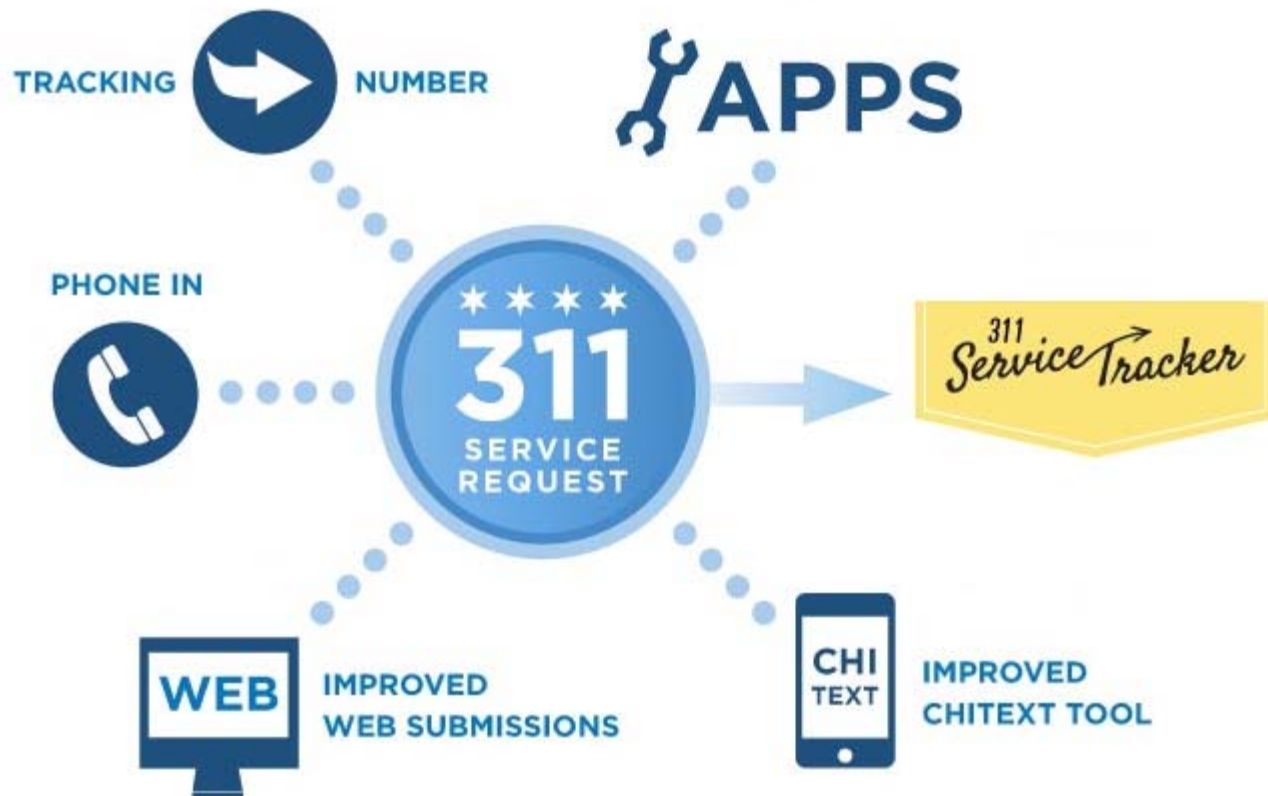 TRACKING NUMBER
APPS
PHONE IN
311
SERVICE
REQUEST
311
Service Tracker
WEB
IMPROVED
WEB SUBMISSIONS
CHI
TEXT
IMPROVED
CHITEXT TOOL